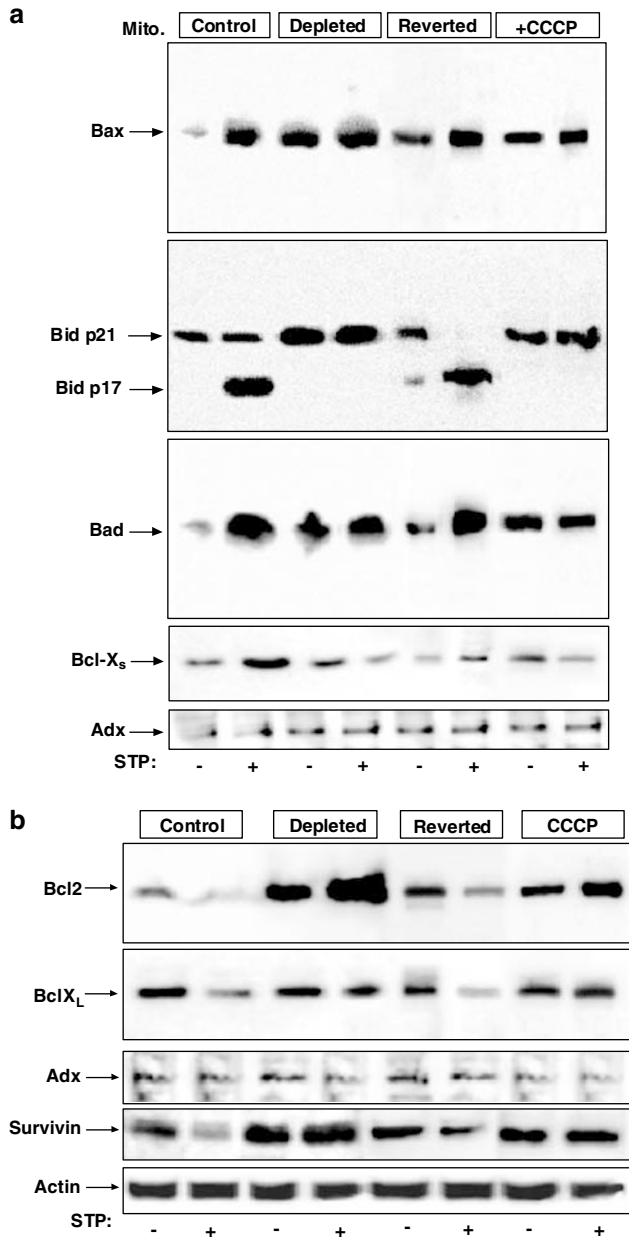 a
Mito. Control Depleted Reverted +CCCP
Bax
Bid p21
Bid p17
Bad
Bcl-Xs
Adx
STP: - + - + - + - +
b
Control Depleted Reverted CCCP
Bcl2
BclXL
Adx
Survivin
Actin
STP: - + - + - + - +